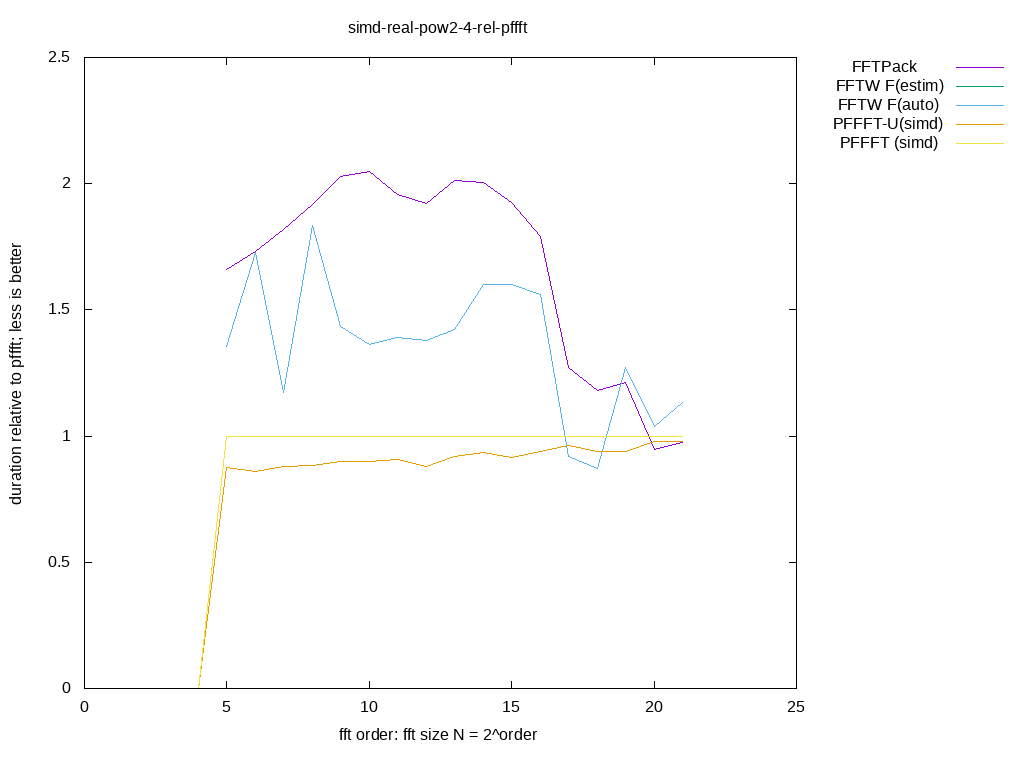 simd-real-pow2-4-rel-pffft
2.5
2
1.5
1
0.5
0
0
5
10
15
20
25
duration relative to pffft; less is better
fft order: fft size N = 2^order
FFTPack
FFTW F(estim)
FFTW F(auto)
PFFFT-U(simd)
PFFFT (simd)